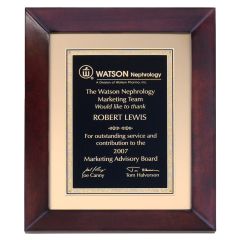 WATSON Nephrology
A Division of Watson Pharma, Inc.
The Watson Nephrology
Marketing Team
Would like to thank
ROBERT LEWIS
For outstanding service and
contribution to the
2007
Marketing Advisory Board
Joe Canny Tom Halverson